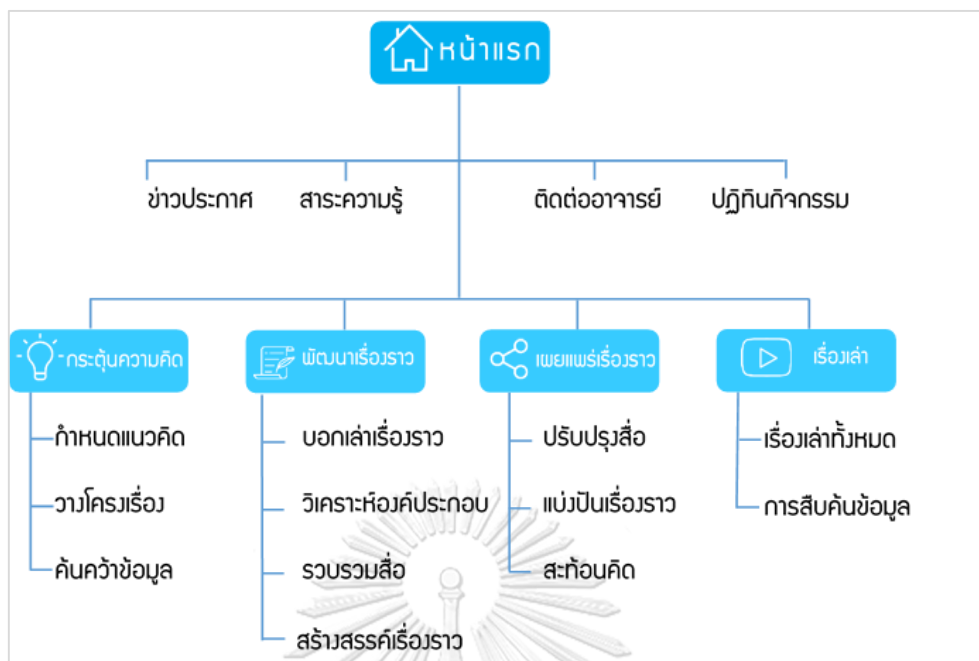 หน้าแรก
ข่าวประกาศ
สาระความรู้
ติดต่ออาจารย์
ปฏิทินกิจกรรม
กระตุ้นความคิด
กำหนดแนวคิด
วางโครงเรื่อง
ค้นคว้าข้อมูล
พัฒนาเรื่องราว
บอกเล่าเรื่องราว
วิเคราะห์องค์ประกอบ
รวบรวมสื่อ
สร้างสรรค์เรื่องราว
เผยแพร่เรื่องราว
ปรับปรุงสื่อ
แบ่งปันเรื่องราว
สะท้อนคิด
เรื่องเล่า
เรื่องเล่าทั้งหมด
การสืบค้นข้อมูล